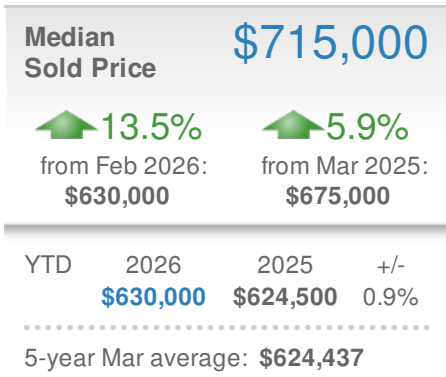 Median $715,000
Sold Price
13.5% 5.9%
from Feb 2026: from Mar 2025:
$630,000 $675,000
YTD 2026 2025 +/-
$630,000 $624,500 0.9%
5-year Mar average: $624,437